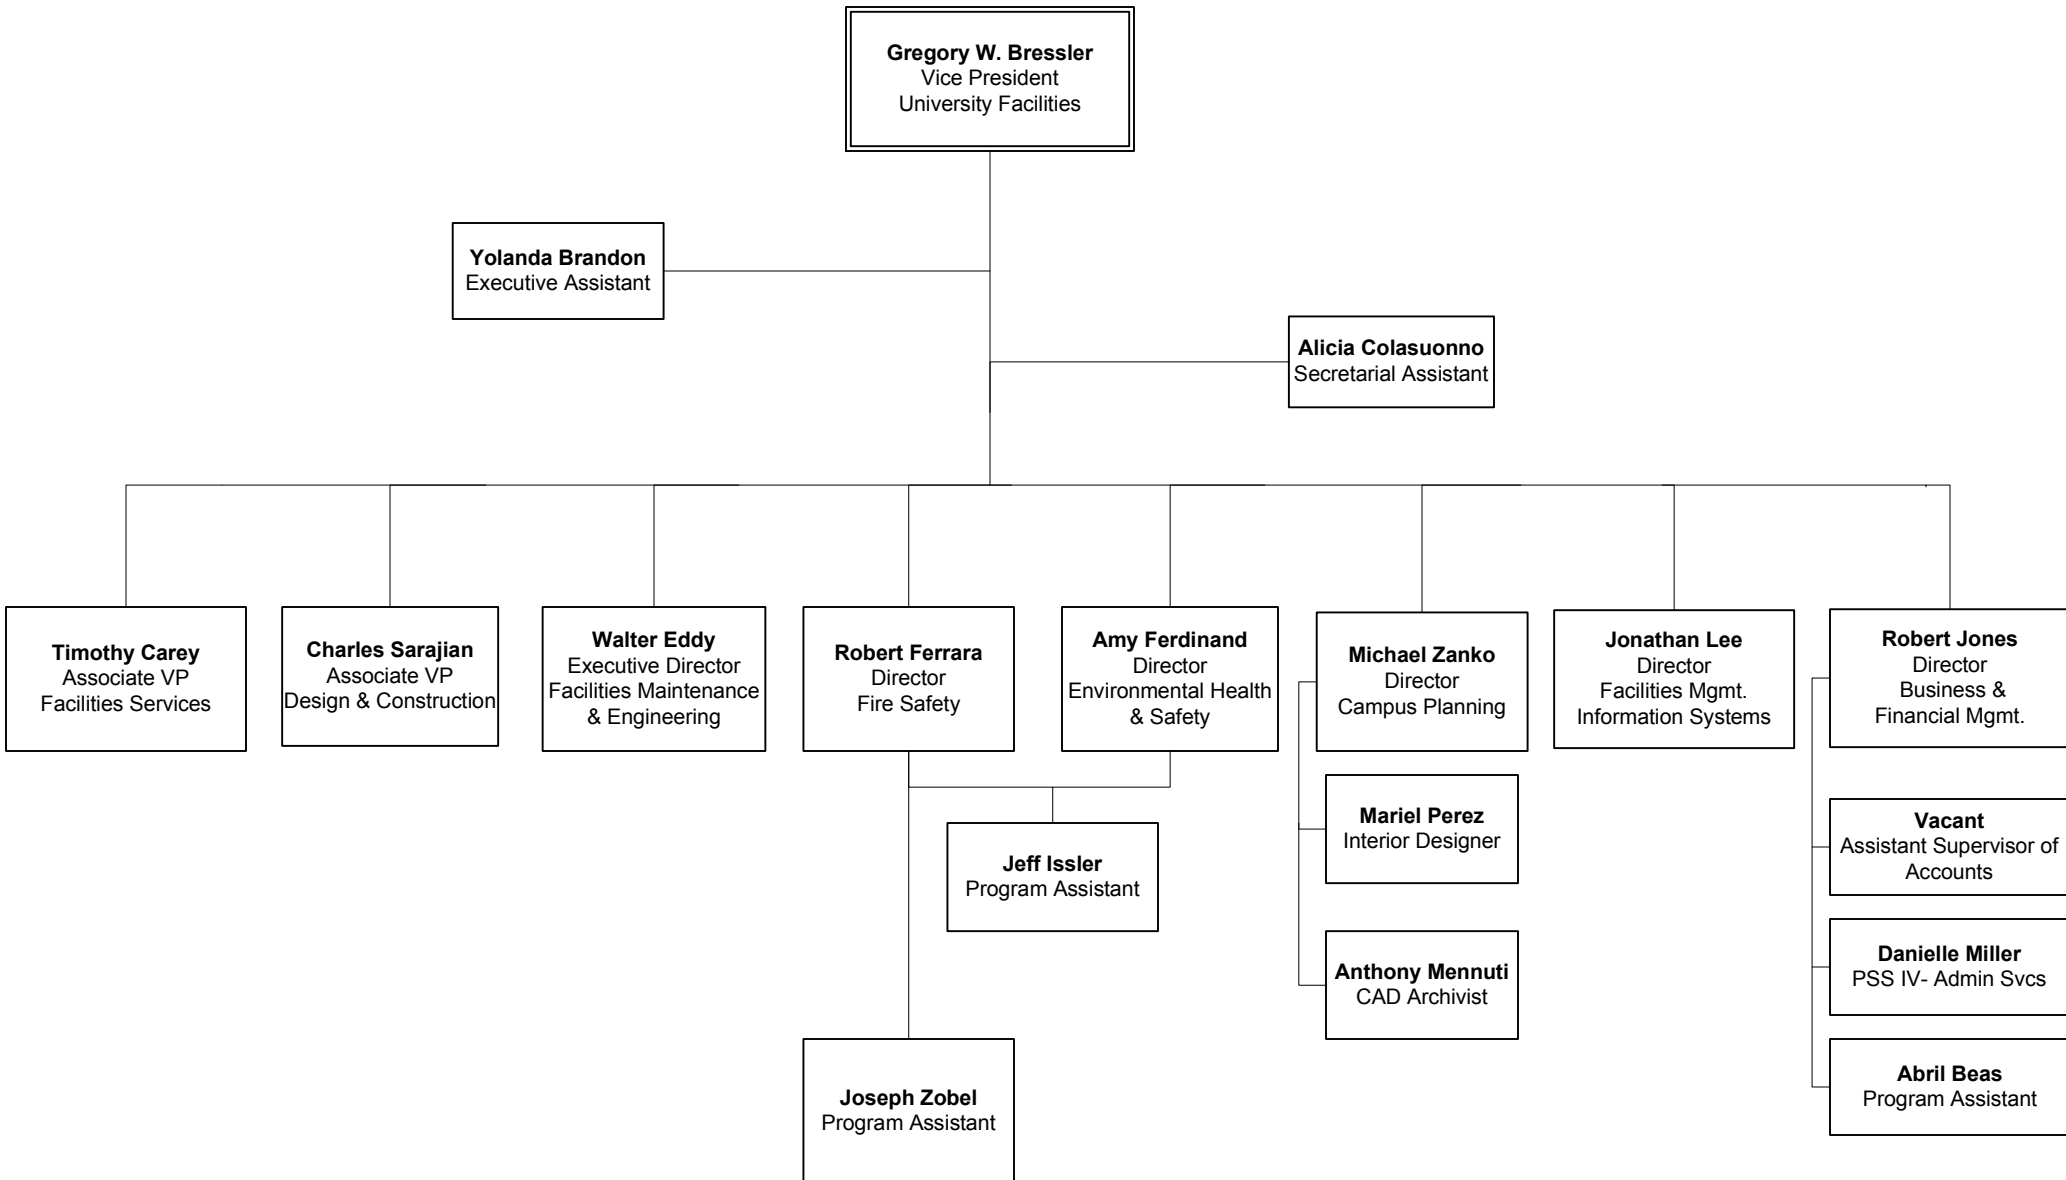 Gregory W. Bressler
Vice President
University Facilities
Yolanda Brandon
Executive Assistant
Alicia Colasuonno
Secretarial Assistant
Timothy Carey
Associate VP
Facilities Services
Charles Sarajian
Associate VP
Design & Construction
Walter Eddy
Executive Director
Facilities Maintenance
& Engineering
Robert Ferrara
Director
Fire Safety
Amy Ferdinand
Director
Environmental Health
& Safety
Michael Zanko
Director
Campus Planning
Jonathan Lee
Director
Facilities Mgmt.
Information Systems
Robert Jones
Director
Business &
Financial Mgmt.
Jeff Issler
Program Assistant
Joseph Zobel
Program Assistant
Mariel Perez
Interior Designer
Anthony Mennuti
CAD Archivist
Vacant
Assistant Supervisor of
Accounts
Danielle Miller
PSS IV- Admin Svcs
Abril Beas
Program Assistant